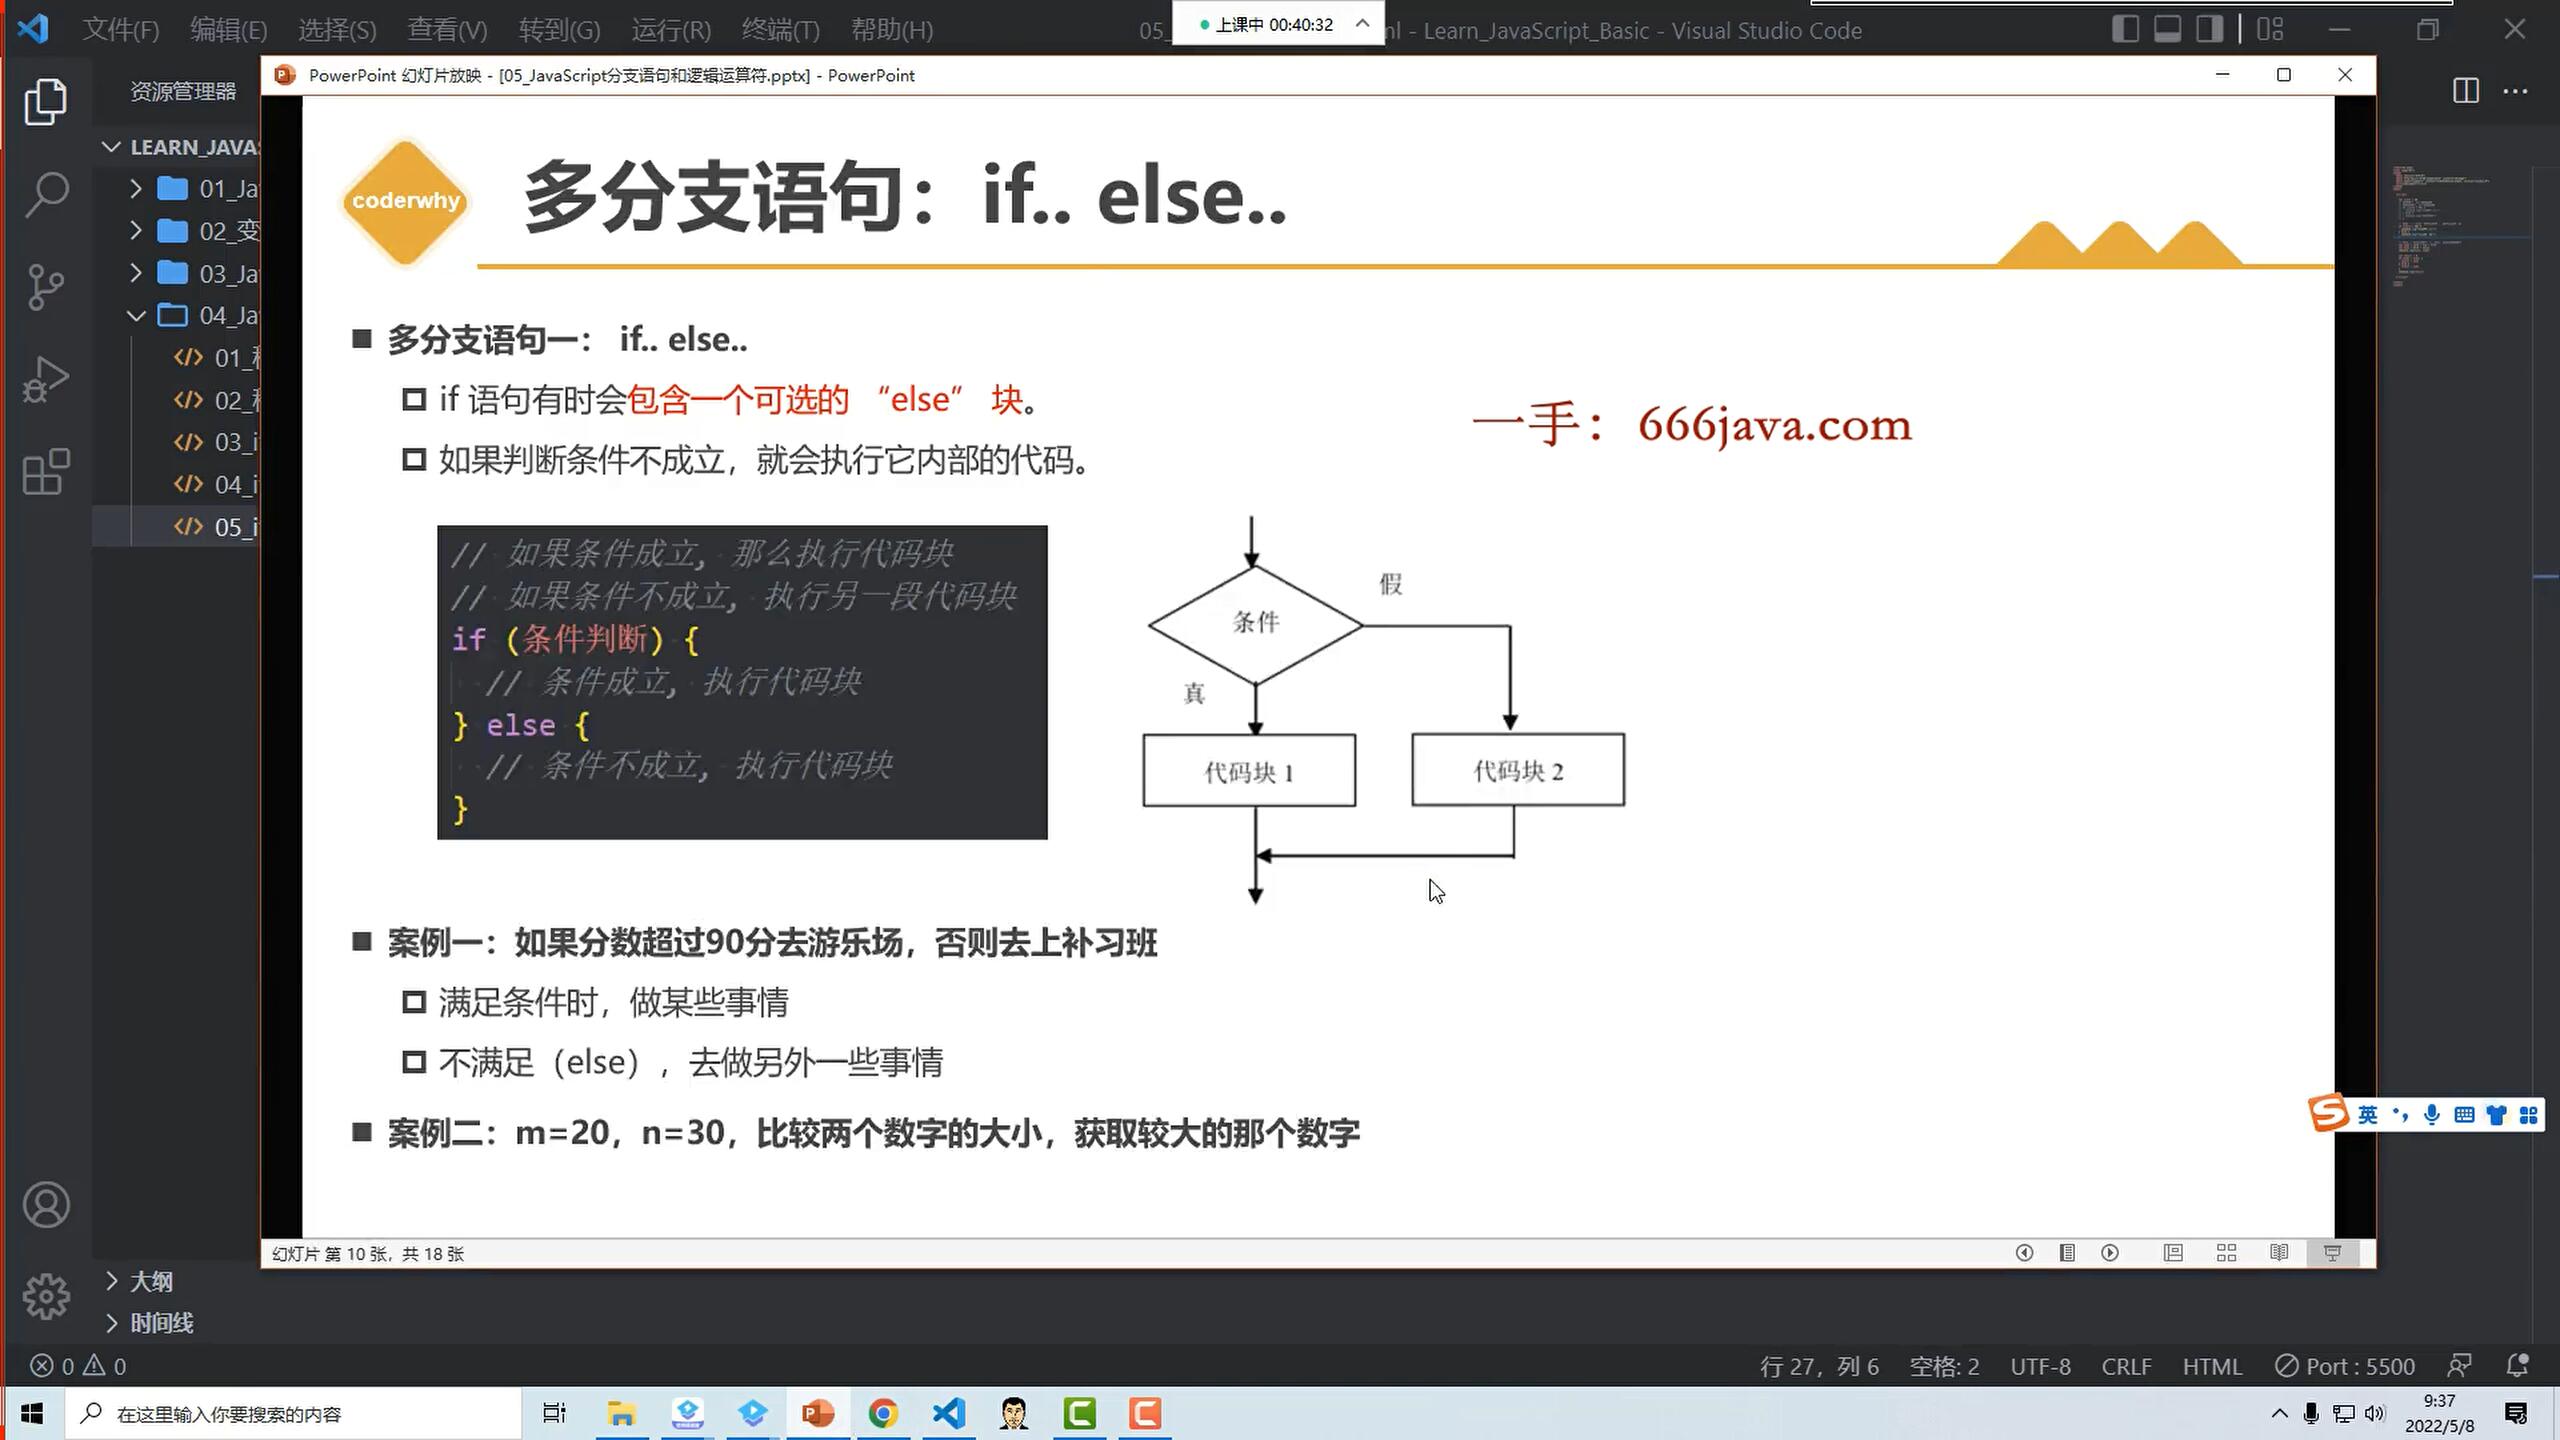 文件(F) 编辑(E) 选择(S) 查看(V) 转到(G) 运行(R) 终端(T) 帮助(H)
05_
上课中 00:40:32
ml - Learn_JavaScript_Basic - Visual Studio Code
PowerPoint 幻灯片放映 - [05_JavaScript分支语句和逻辑运算符.pptx] - PowerPoint
资源管理器
LEARN_JAVAS
01_Ja
02_变
03_Ja
04_Ja
01_
02_
03_i
04_i
05_i
coderwhy
多分支语句：if.. else..
多分支语句一： if.. else..
if 语句有时会包含一个可选的 “else” 块。
如果判断条件不成立，就会执行它内部的代码。
一手：666java.com
// 如果条件成立, 那么执行代码块
// 如果条件不成立, 执行另一段代码块
if (条件判断) {
// 条件成立, 执行代码块
} else {
// 条件不成立, 执行代码块
}
条件
假
真
代码块 1
代码块 2
案例一：如果分数超过90分去游乐场，否则去上补习班
满足条件时，做某些事情
不满足（else），去做另外一些事情
案例二：m=20，n=30，比较两个数字的大小，获取较大的那个数字
英
幻灯片 第 10 张，共 18 张
大纲
时间线
0 0
行 27，列 6 空格: 2 UTF-8 CRLF HTML Port : 5500
在这里输入你要搜索的内容
9:37
2022/5/8